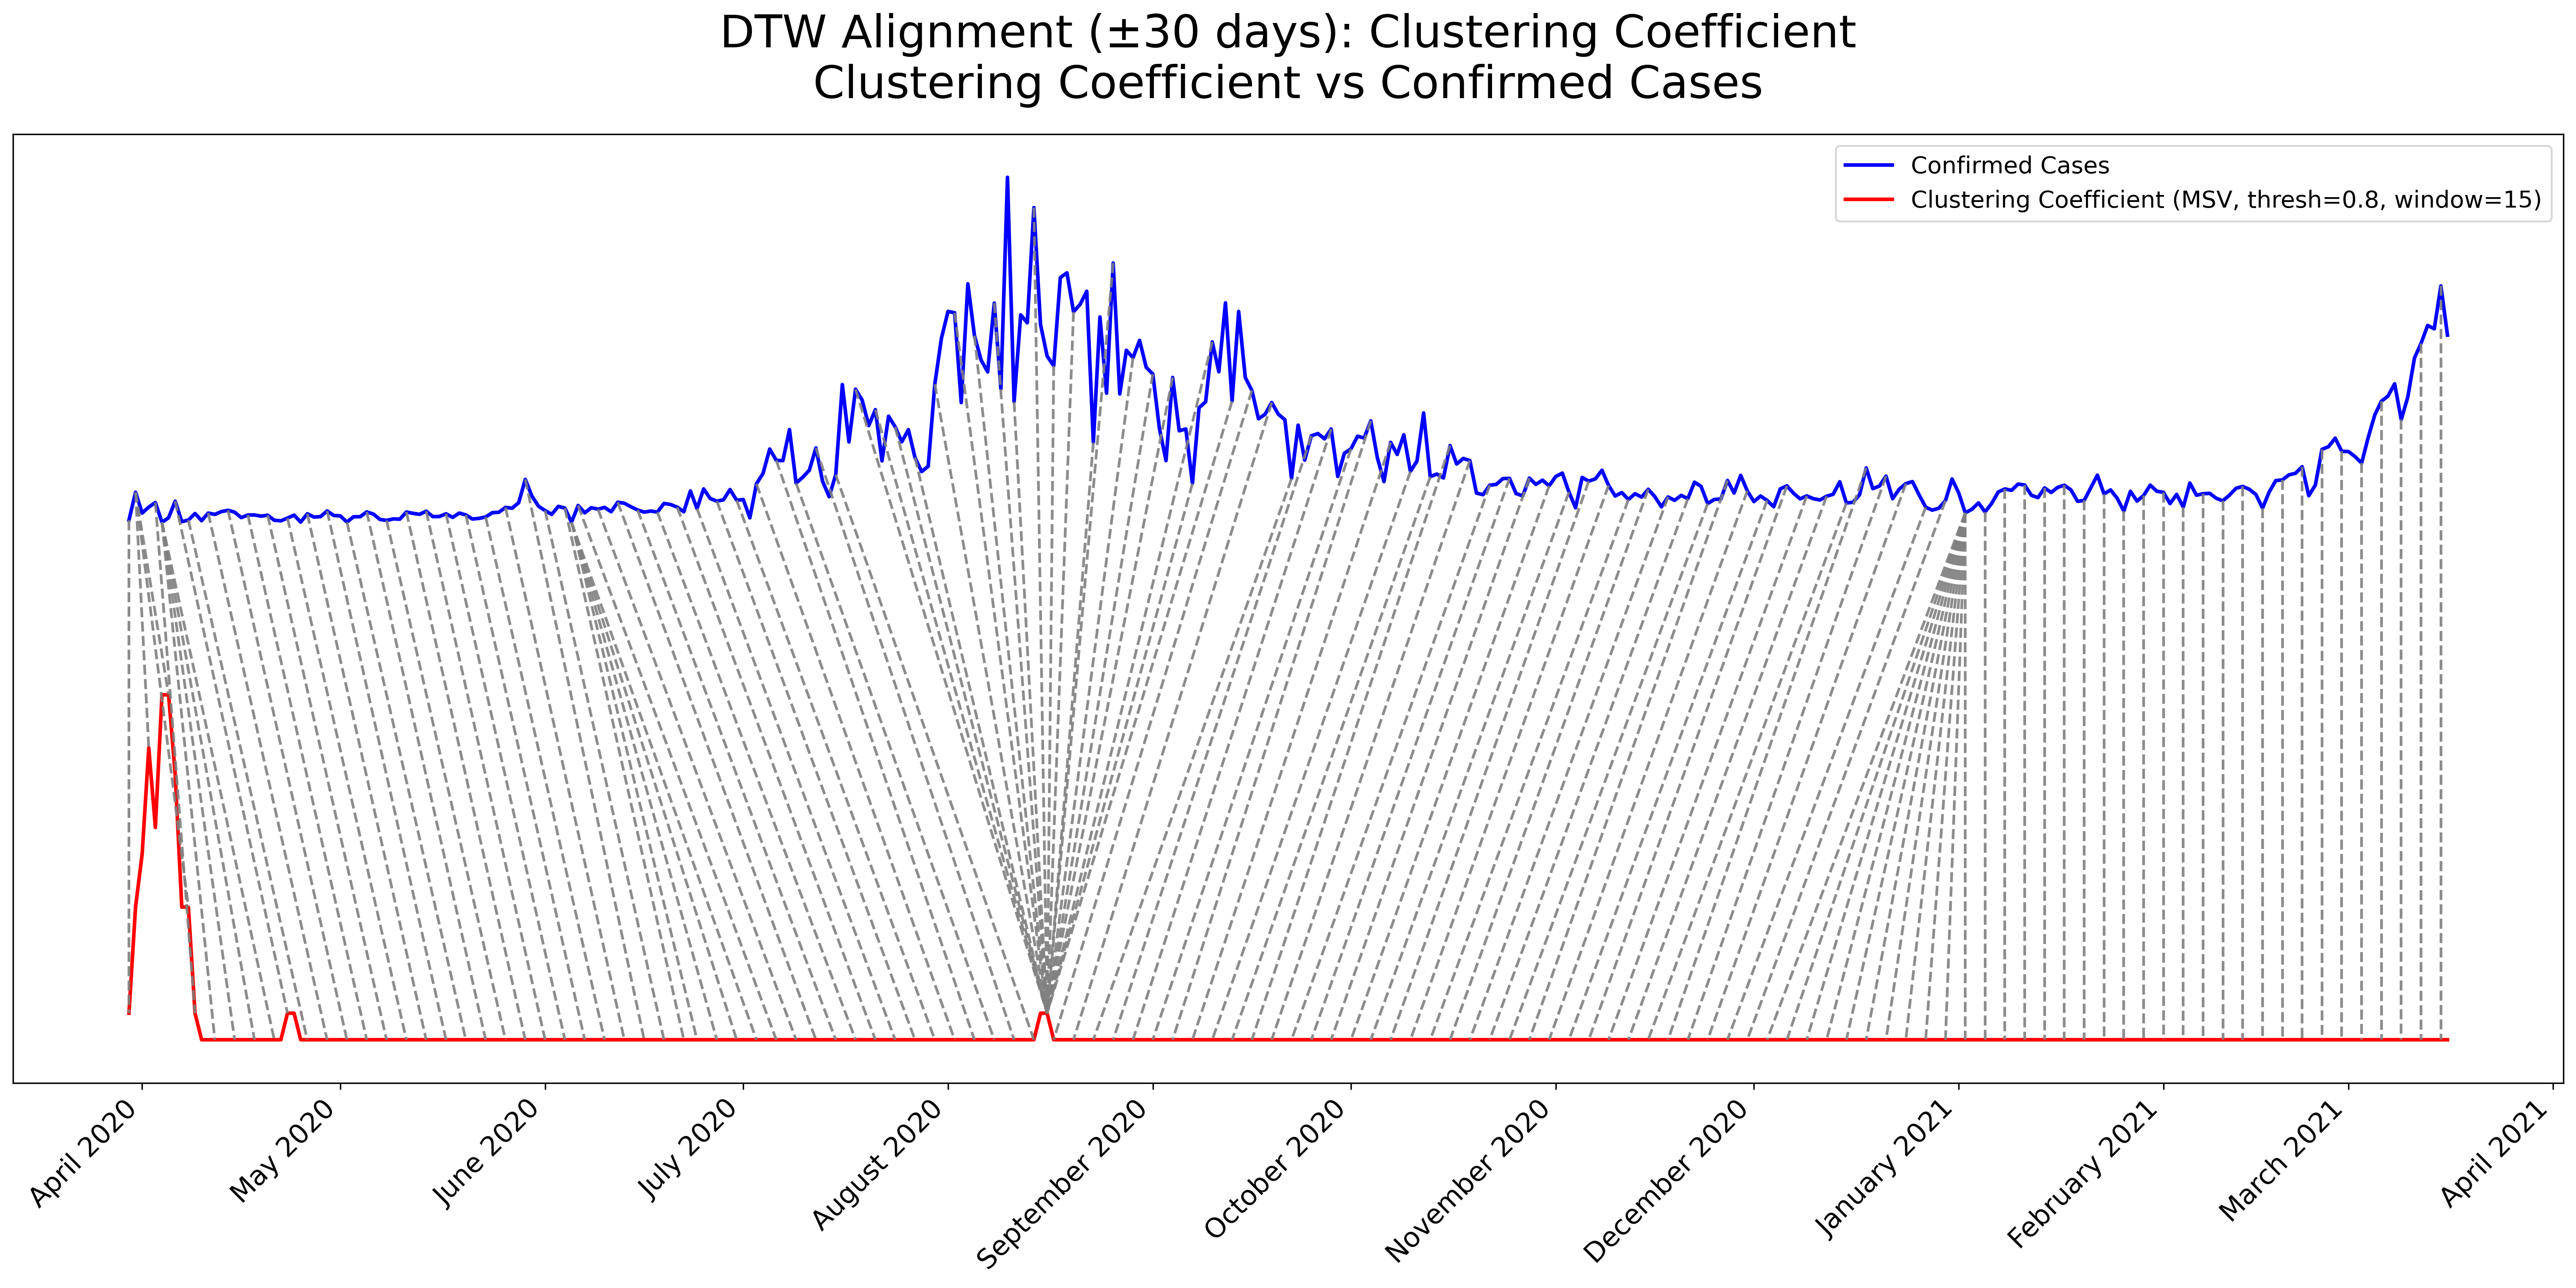 DTW Alignment (±30 days): Clustering Coefficient
Clustering Coefficient vs Confirmed Cases
Confirmed Cases
Clustering Coefficient (MSV, thresh=0.8, window=15)
April 2020
May 2020
June 2020
July 2020
August 2020
September 2020
October 2020
November 2020
December 2020
January 2021
February 2021
March 2021
April 2021